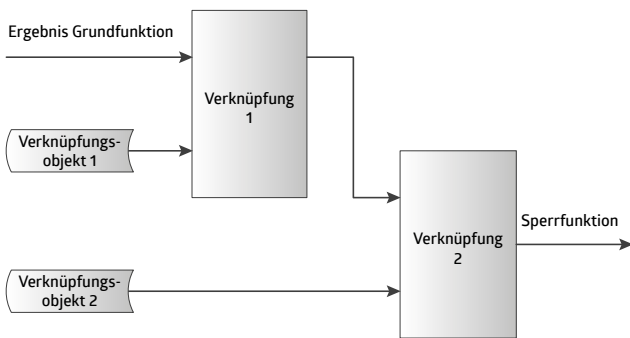 Ergebnis Grundfunktion
Verknüpfung
1
Verknüpfungs-
objekt 1
Verknüpfung
2
Sperrfunktion
Verknüpfungs-
objekt 2